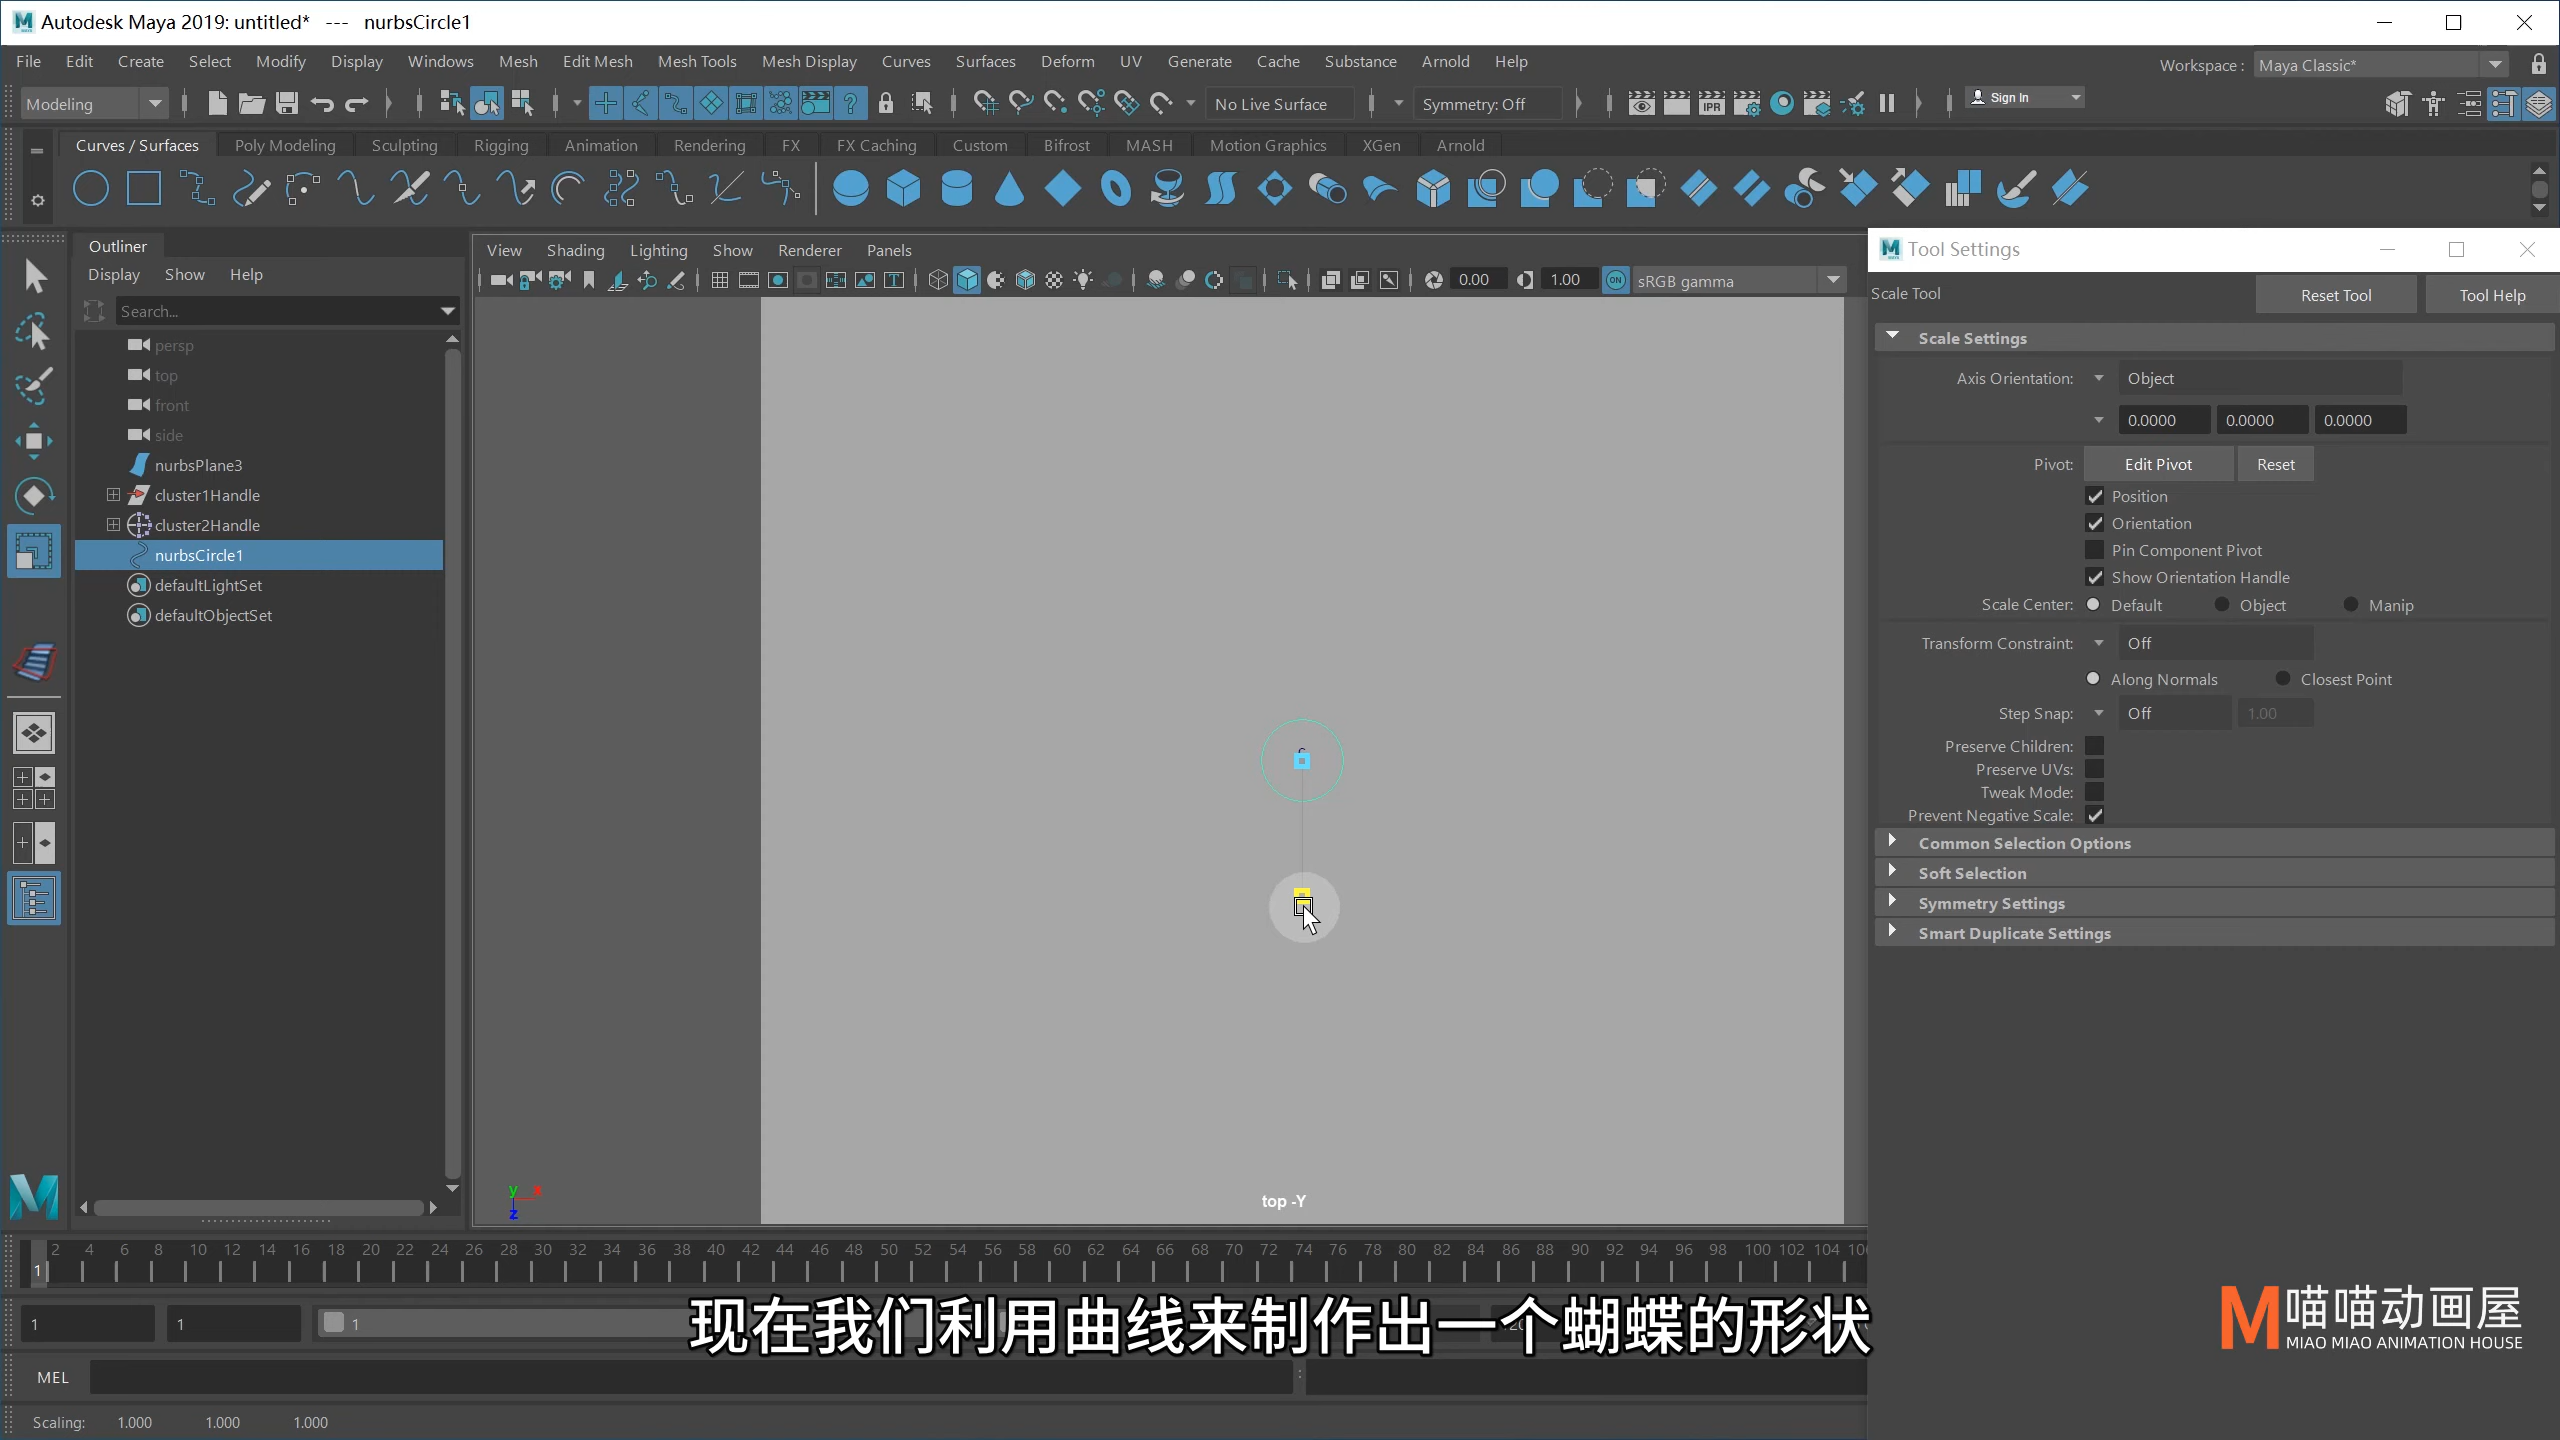 Autodesk Maya 2019: untitled* --- nurbsCircle1
File Edit Create Select Modify Display Windows Mesh Edit Mesh Mesh Tools Mesh Display Curves Surfaces Deform UV Generate Cache Substance Arnold Help
Workspace : Maya Classic*
Modeling
No Live Surface
Symmetry: Off
IPR
Sign In
Curves / Surfaces Poly Modeling Sculpting Rigging Animation Rendering FX FX Caching Custom Bifrost MASH Motion Graphics XGen Arnold
Outliner
Display Show Help
Search...
persp
top
front
side
nurbsPlane3
cluster1Handle
cluster2Handle
nurbsCircle1
defaultLightSet
defaultObjectSet
View Shading Lighting Show Renderer Panels
0.00 1.00 ON sRGB gamma
y x
z
top -Y
Tool Settings
Scale Tool
Reset Tool Tool Help
Scale Settings
Axis Orientation: Object
0.0000 0.0000 0.0000
Pivot: Edit Pivot Reset
Position
Orientation
Pin Component Pivot
Show Orientation Handle
Scale Center: Default Object Manip
Transform Constraint: Off
Along Normals Closest Point
Step Snap: Off 1.00
Preserve Children:
Preserve UVs:
Tweak Mode:
Prevent Negative Scale:
Common Selection Options
Soft Selection
Symmetry Settings
Smart Duplicate Settings
2 4 6 8 10 12 14 16 18 20 22 24 26 28 30 32 34 36 38 40 42 44 46 48 50 52 54 56 58 60 62 64 66 68 70 72 74 76 78 80 82 84 86 88 90 92 94 96 98 100 102 104
1
1 1 1
现在我们利用曲线来制作出一个蝴蝶的形状
M 喵喵动画屋
MIAO MIAO ANIMATION HOUSE
MEL
Scaling: 1.000 1.000 1.000